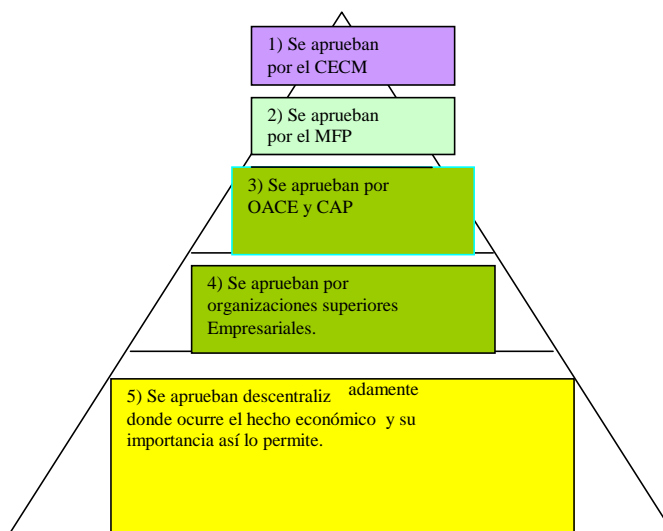 1) Se aprueban
por el CECM
2) Se aprueban
por el MFP
3) Se aprueban por
OACE y CAP
4) Se aprueban por
organizaciones superiores
Empresariales.
5) Se aprueban descentraliz adamente
donde ocurre el hecho económico y su
importancia así lo permite.